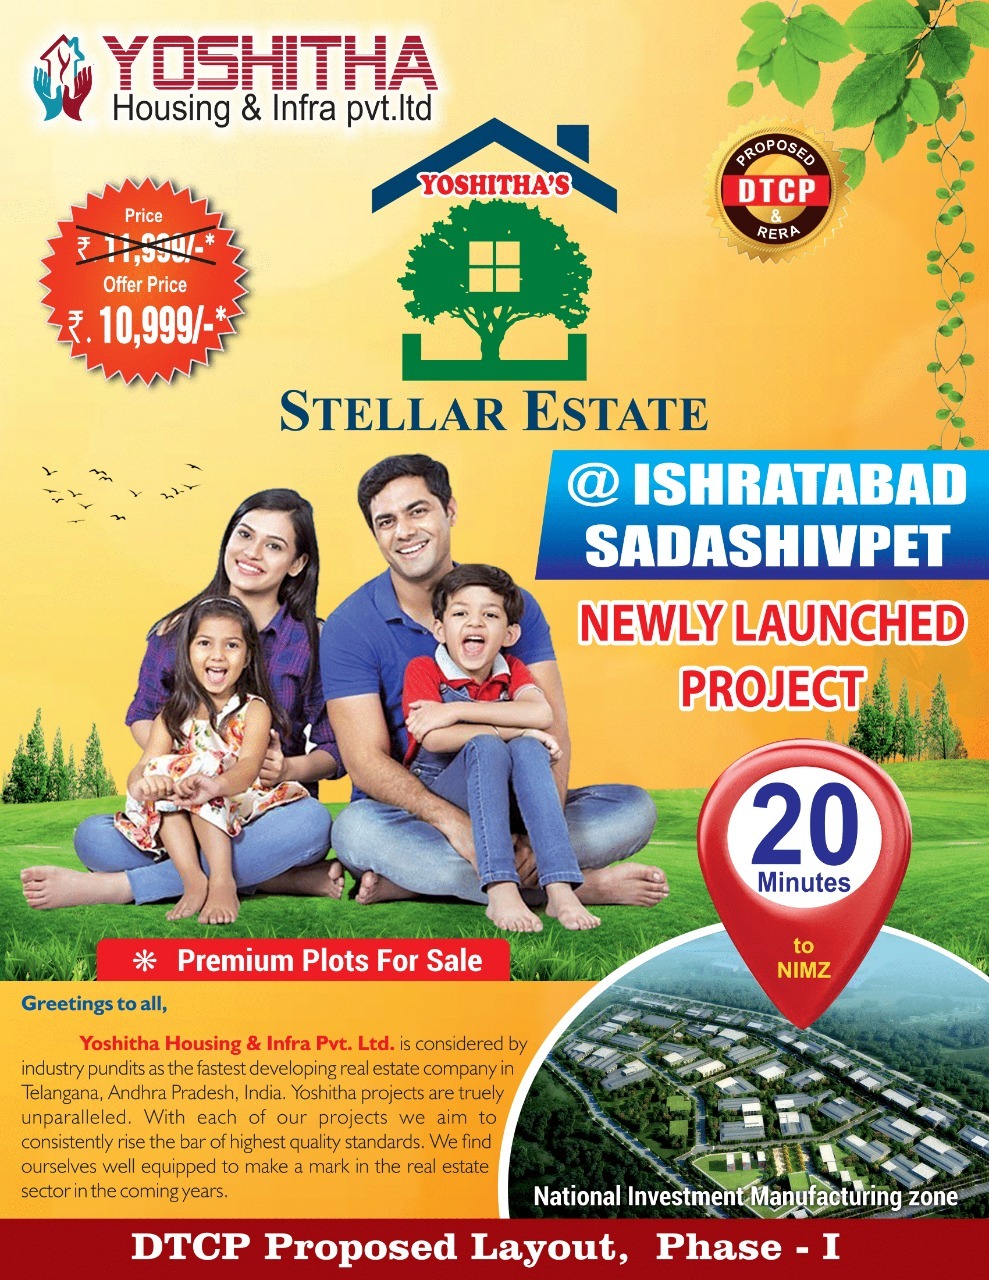 YOSHITHA
Housing & Infra pvt.ltd
YOSHITHA'S
PROPOSED
DTCP
&
RERA
Price
₹ 11,999/-*
Offer Price
₹. 10,999/-*
STELLAR ESTATE
@ ISHRATABAD
SADASHIVPET
NEWLY LAUNCHED
PROJECT
20
Minutes
to
NIMZ
Premium Plots For Sale
Greetings to all,
Yoshitha Housing & Infra Pvt. Ltd. is considered by
industry pundits as the fastest developing real estate company in
Telangana, Andhra Pradesh, India. Yoshitha projects are truely
unparalleled. With each of our projects we aim to
consistently rise the bar of highest quality standards. We find
ourselves well equipped to make a mark in the real estate
sector in the coming years.
National Investment Manufacturing zone
DTCP Proposed Layout, Phase - I